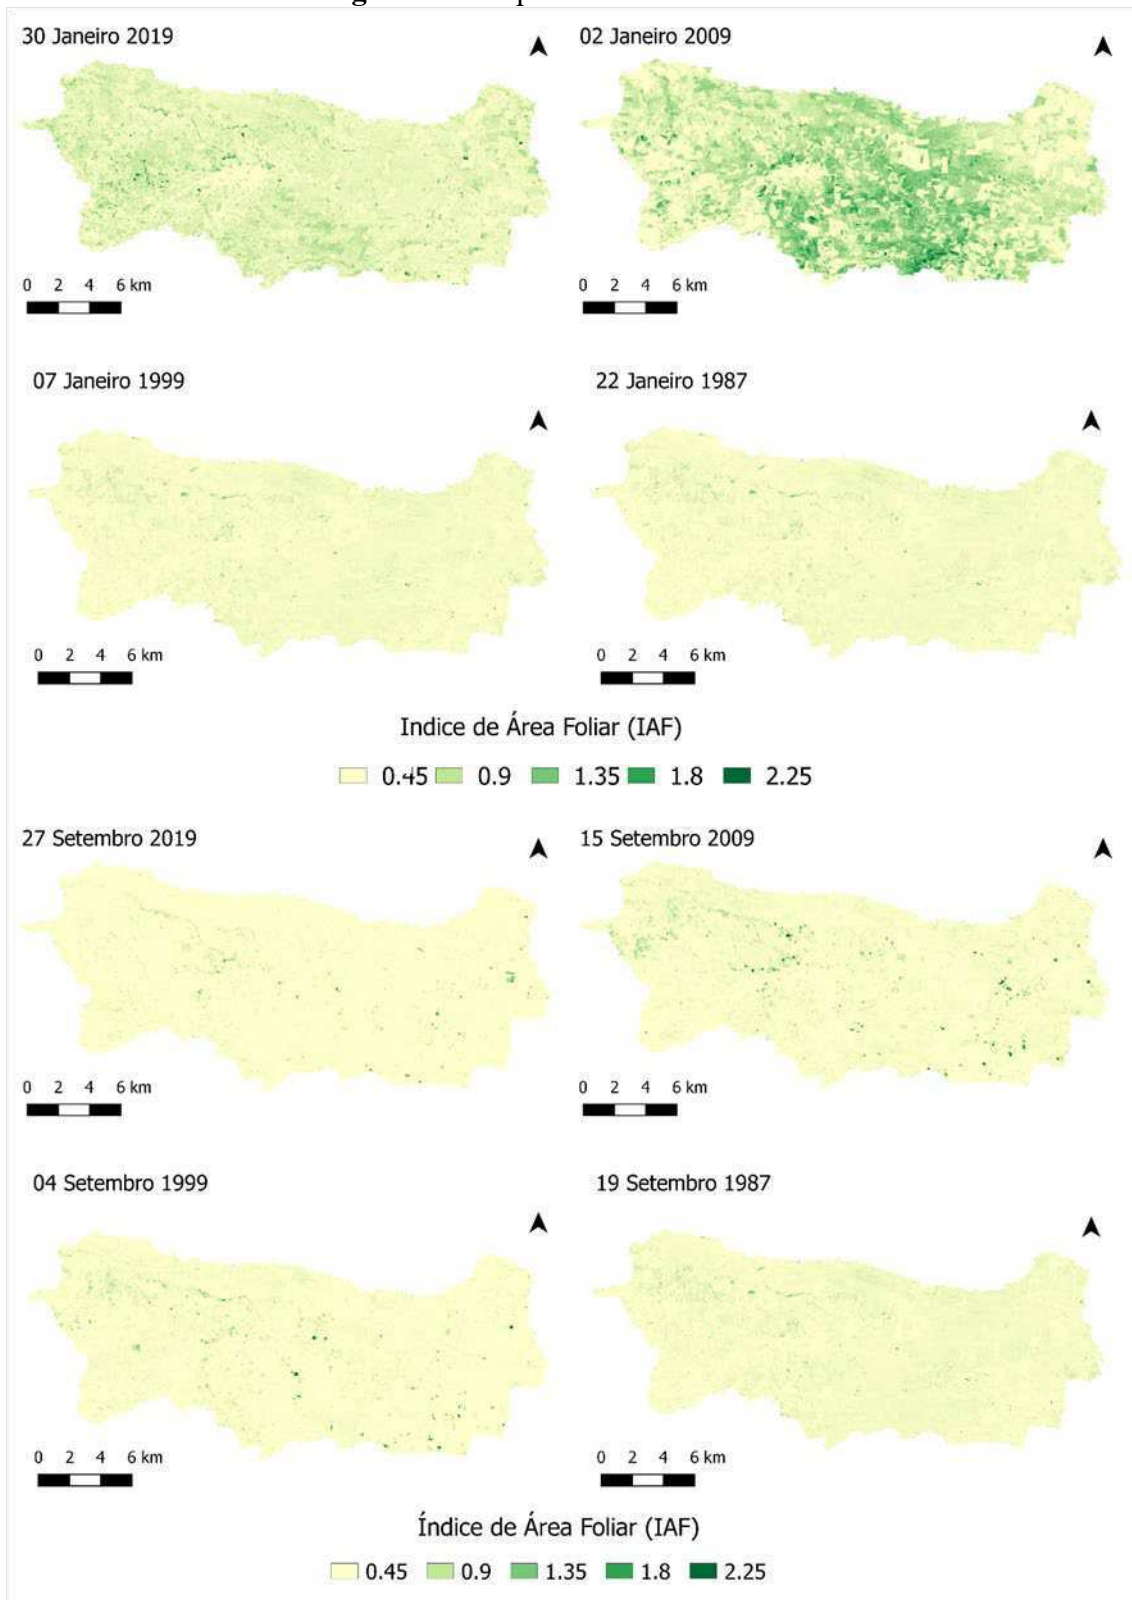 30 Janeiro 2019
02 Janeiro 2009
0 2 4 6 km
0 2 4 6 km
07 Janeiro 1999
22 Janeiro 1987
0 2 4 6 km
0 2 4 6 km
Indice de Área Foliar (IAF)
0.45 0.9 1.35 1.8 2.25
27 Setembro 2019
15 Setembro 2009
0 2 4 6 km
0 2 4 6 km
04 Setembro 1999
19 Setembro 1987
0 2 4 6 km
0 2 4 6 km
Índice de Área Foliar (IAF)
0.45 0.9 1.35 1.8 2.25